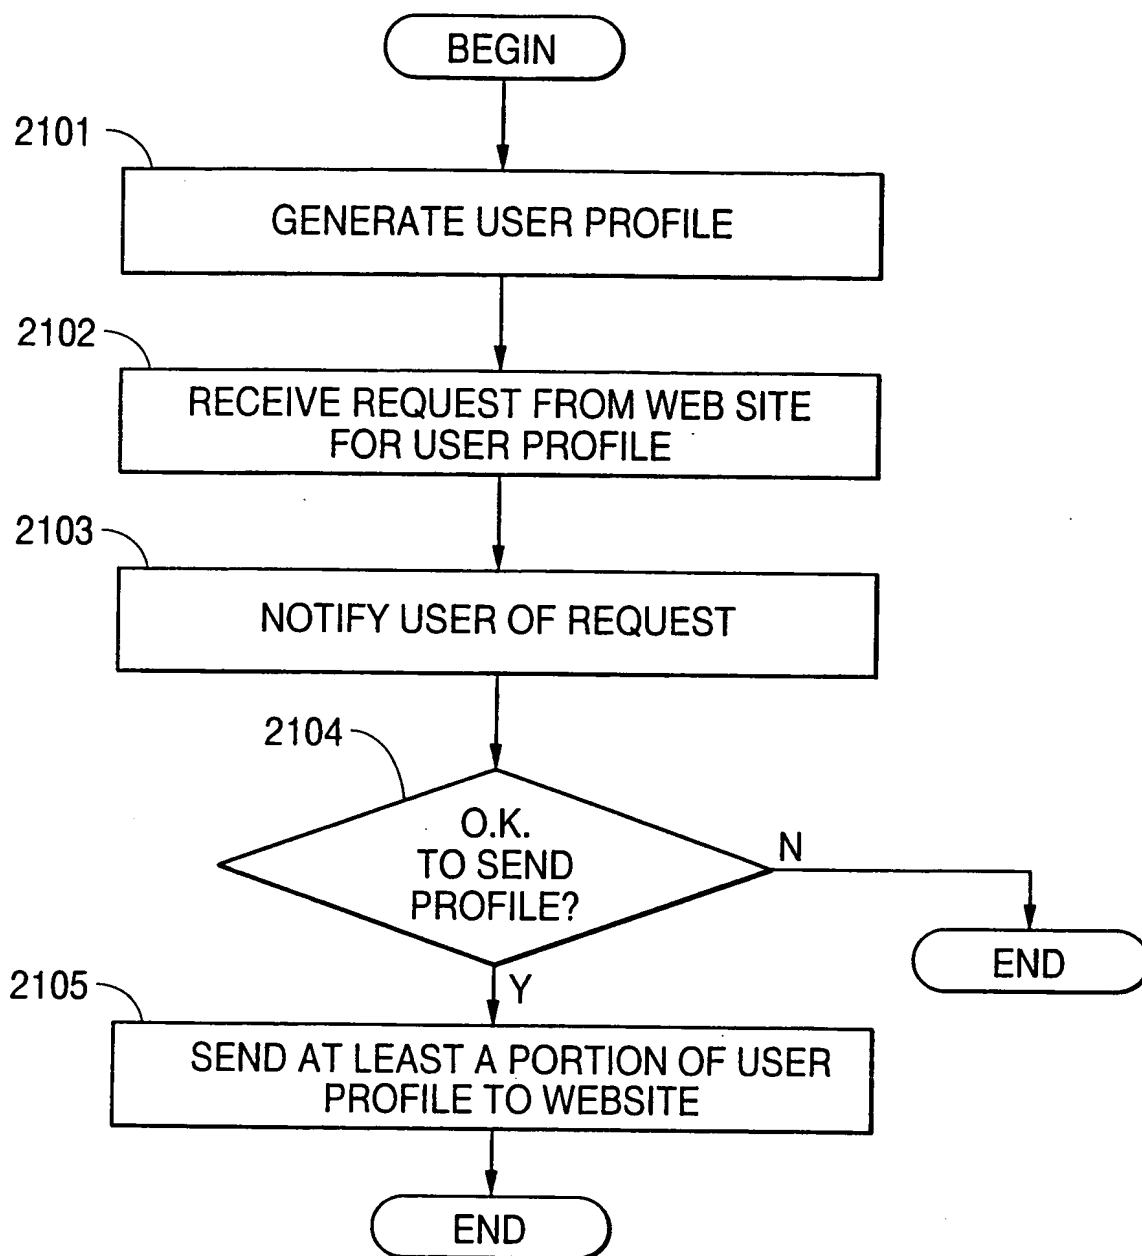 BEGIN
2101
GENERATE USER PROFILE
2102
RECEIVE REQUEST FROM WEB SITE
FOR USER PROFILE
2103
NOTIFY USER OF REQUEST
2104
O.K.
TO SEND
PROFILE?
N
END
Y
2105
SEND AT LEAST A PORTION OF USER
PROFILE TO WEBSITE
END